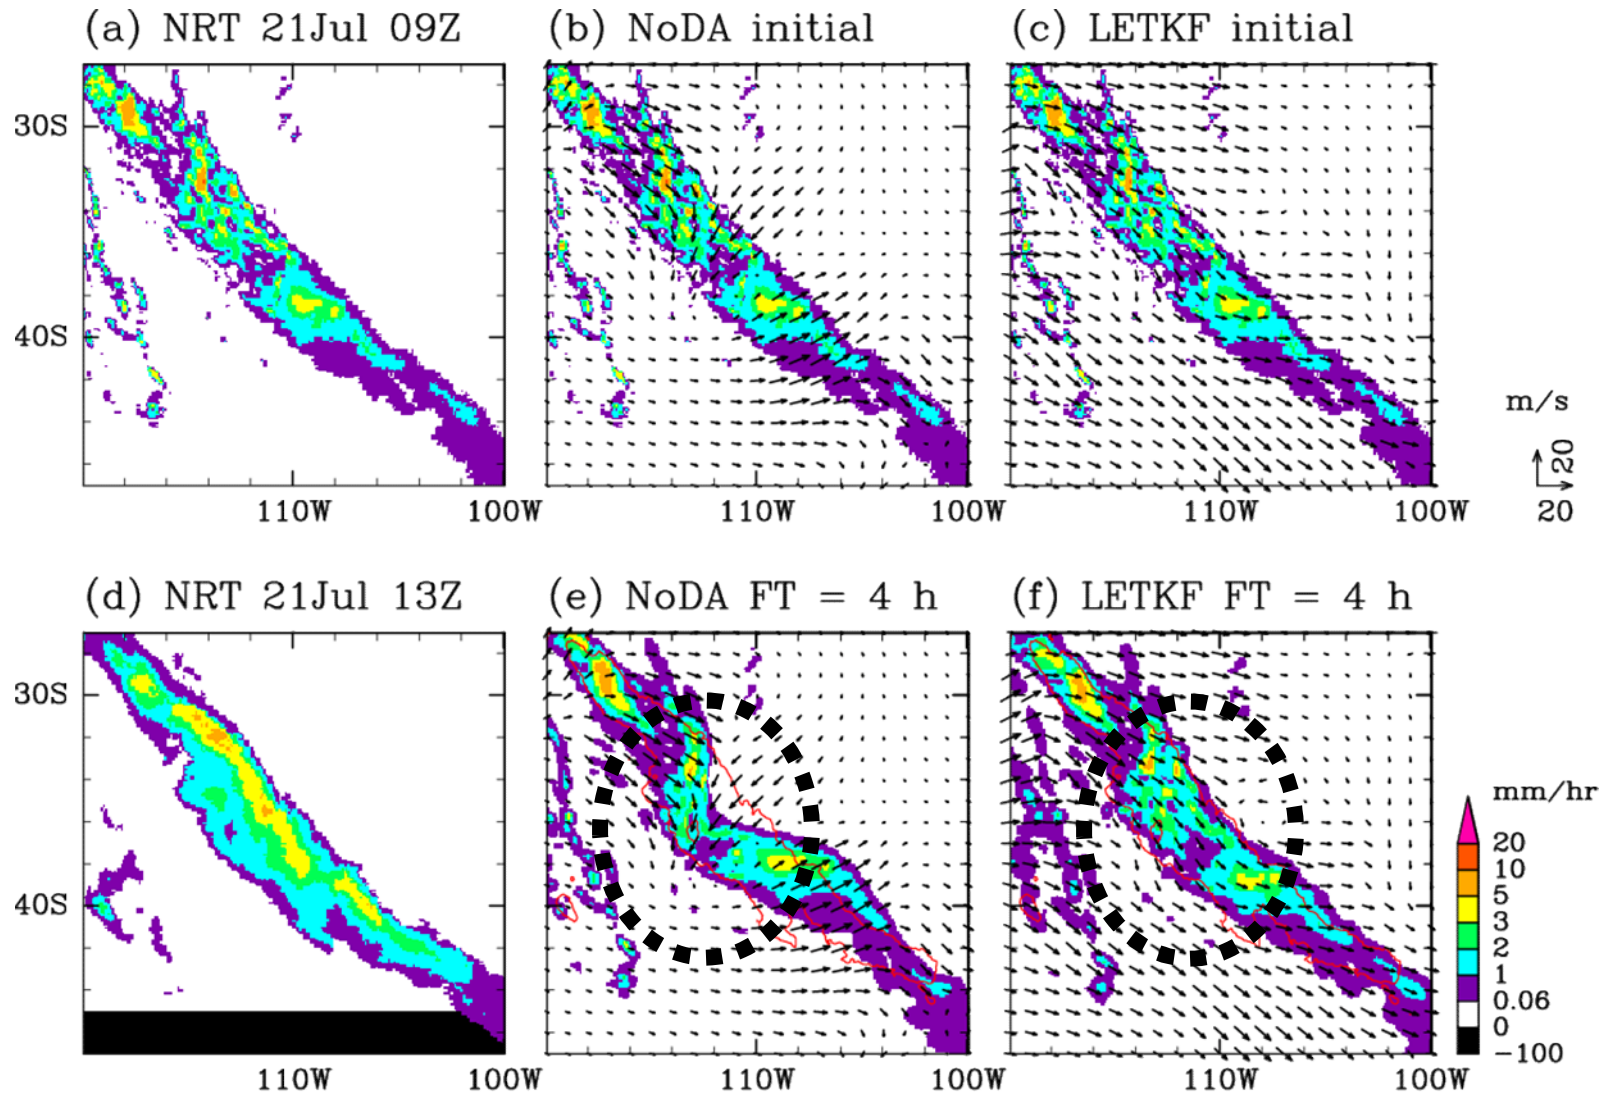 (a) NRT 21Jul 09Z
(b) NoDA initial
(c) LETKF initial
30S
40S
110W
100W
110W
100W
110W
100W
m/s
20
20
(d) NRT 21Jul 13Z
(e) NoDA FT = 4 h
(f) LETKF FT = 4 h
30S
40S
110W
100W
110W
100W
110W
100W
mm/hr
20
10
5
3
2
1
0.06
0
-100